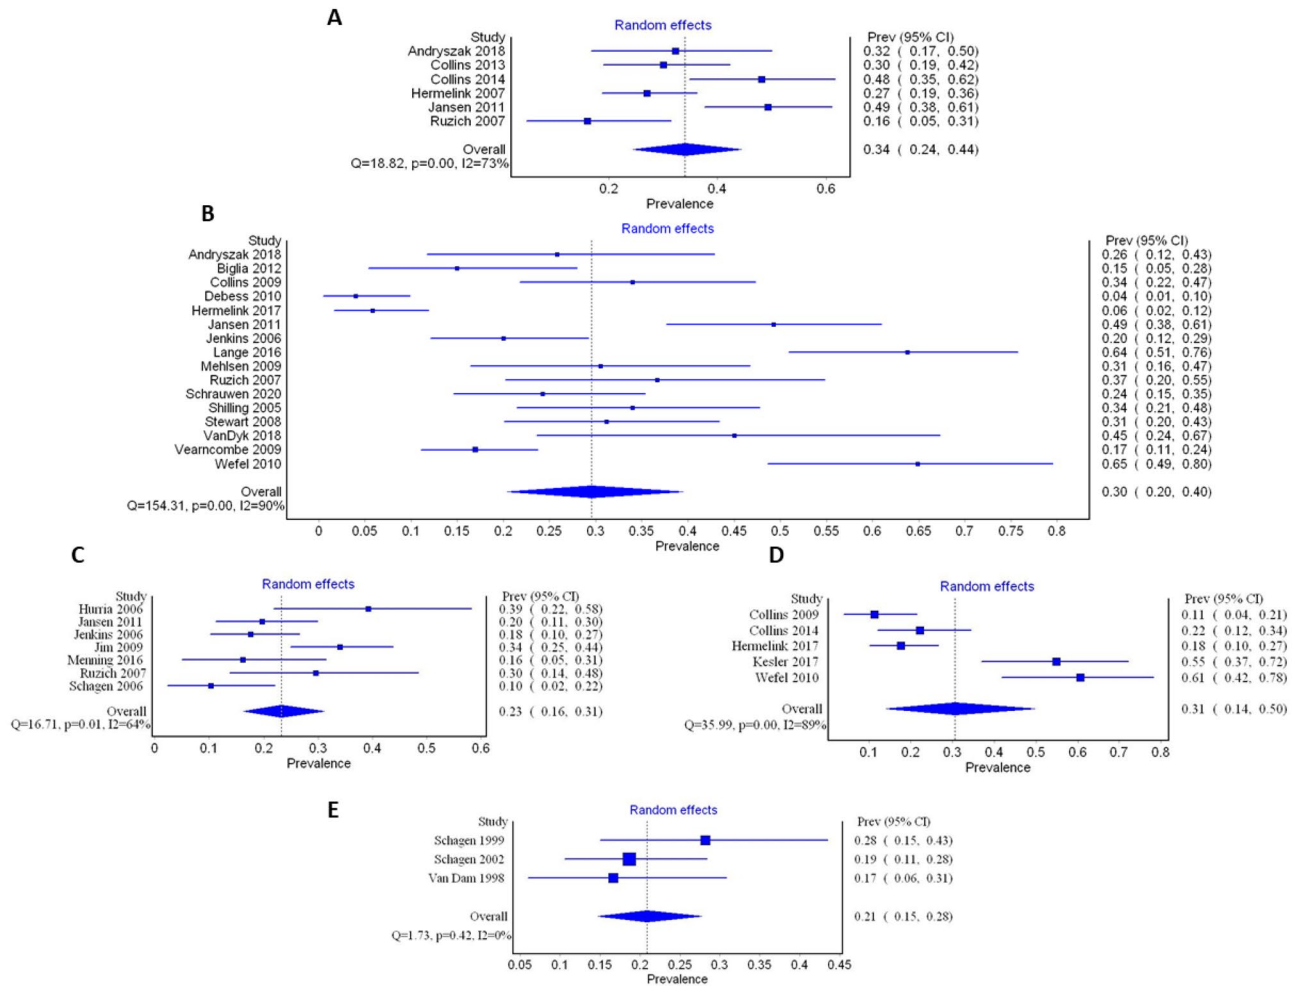 A
Random effects
Study Prev (95% CI)
Andryszak 2018 0.32 ( 0.17, 0.50)
Collins 2013 0.30 ( 0.19, 0.42)
Collins 2014 0.48 ( 0.35, 0.62)
Hermelink 2007 0.27 ( 0.19, 0.36)
Jansen 2011 0.49 ( 0.38, 0.61)
Ruzich 2007 0.16 ( 0.05, 0.31)
Overall 0.34 ( 0.24, 0.44)
Q=18.82, p=0.00, I2=73%
0.2 0.4 0.6
Prevalence
B
Random effects
Study Prev (95% CI)
Andryszak 2018 0.26 ( 0.12, 0.43)
Biglia 2012 0.15 ( 0.05, 0.28)
Collins 2009 0.34 ( 0.22, 0.47)
Debess 2010 0.04 ( 0.01, 0.10)
Hermelink 2017 0.06 ( 0.02, 0.12)
Jansen 2011 0.49 ( 0.38, 0.61)
Jenkins 2006 0.20 ( 0.12, 0.29)
Lange 2016 0.64 ( 0.51, 0.76)
Mehlsen 2009 0.31 ( 0.16, 0.47)
Ruzich 2007 0.37 ( 0.20, 0.55)
Schrauwen 2020 0.24 ( 0.15, 0.35)
Shilling 2005 0.34 ( 0.21, 0.48)
Stewart 2008 0.31 ( 0.20, 0.43)
VanDyk 2018 0.45 ( 0.24, 0.67)
Vearncombe 2009 0.17 ( 0.11, 0.24)
Wefel 2010 0.65 ( 0.49, 0.80)
Overall 0.30 ( 0.20, 0.40)
Q=154.31, p=0.00, I2=90%
0 0.05 0.1 0.15 0.2 0.25 0.3 0.35 0.4 0.45 0.5 0.55 0.6 0.65 0.7 0.75 0.8
Prevalence
C
Random effects
Study Prev (95% CI)
Hurria 2006 0.39 ( 0.22, 0.58)
Jansen 2011 0.20 ( 0.11, 0.30)
Jenkins 2006 0.18 ( 0.10, 0.27)
Jim 2009 0.34 ( 0.25, 0.44)
Menning 2016 0.16 ( 0.05, 0.31)
Ruzich 2007 0.30 ( 0.14, 0.48)
Schagen 2006 0.10 ( 0.02, 0.22)
Overall 0.23 ( 0.16, 0.31)
Q=16.71, p=0.01, I2=64%
0 0.1 0.2 0.3 0.4 0.5 0.6
Prevalence
D
Random effects
Study Prev (95% CI)
Collins 2009 0.11 ( 0.04, 0.21)
Collins 2014 0.22 ( 0.12, 0.34)
Hermelink 2017 0.18 ( 0.10, 0.27)
Kesler 2017 0.55 ( 0.37, 0.72)
Wefel 2010 0.61 ( 0.42, 0.78)
Overall 0.31 ( 0.14, 0.50)
Q=35.99, p=0.00, I2=89%
0.1 0.2 0.3 0.4 0.5 0.6 0.7 0.8
Prevalence
E
Random effects
Study Prev (95% CI)
Schagen 1999 0.28 ( 0.15, 0.43)
Schagen 2002 0.19 ( 0.11, 0.28)
Van Dam 1998 0.17 ( 0.06, 0.31)
Overall 0.21 ( 0.15, 0.28)
Q=1.73, p=0.42, I2=0%
0.05 0.1 0.15 0.2 0.25 0.3 0.35 0.4 0.45
Prevalence